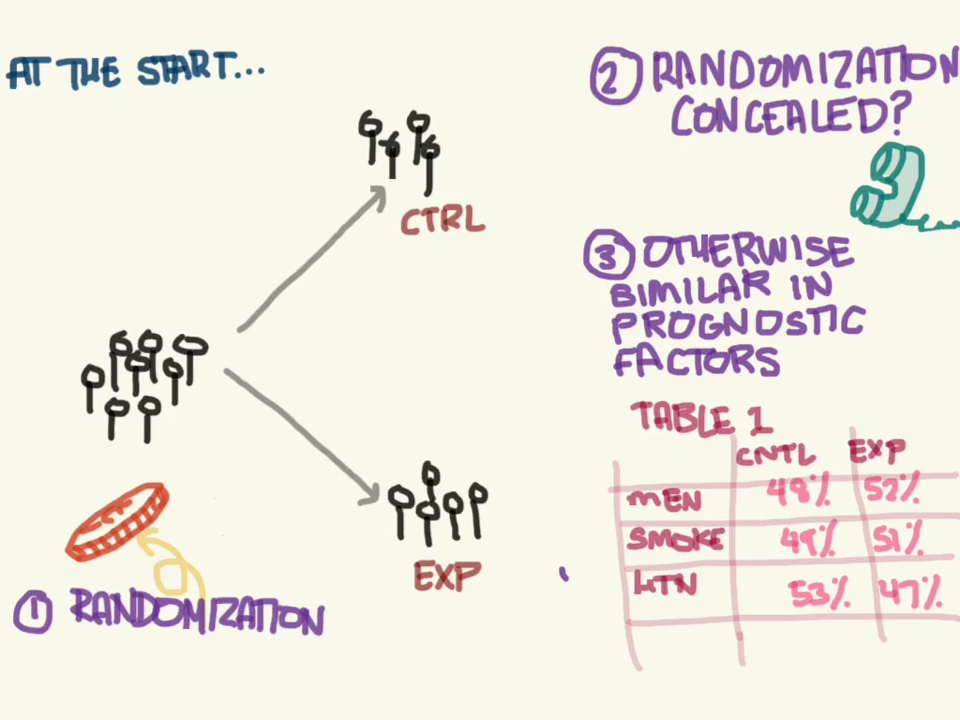 AT THE START...
CTRL
EXP
① RANDOMIZATION
② RANDOMIZATION
CONCEALED?
③ OTHERWISE
SIMILAR IN
PROGNOSTIC
FACTORS
TABLE 1
CNTL EXP
MEN 48% 52%
SMOKE 49% 51%
HTN 53% 47%